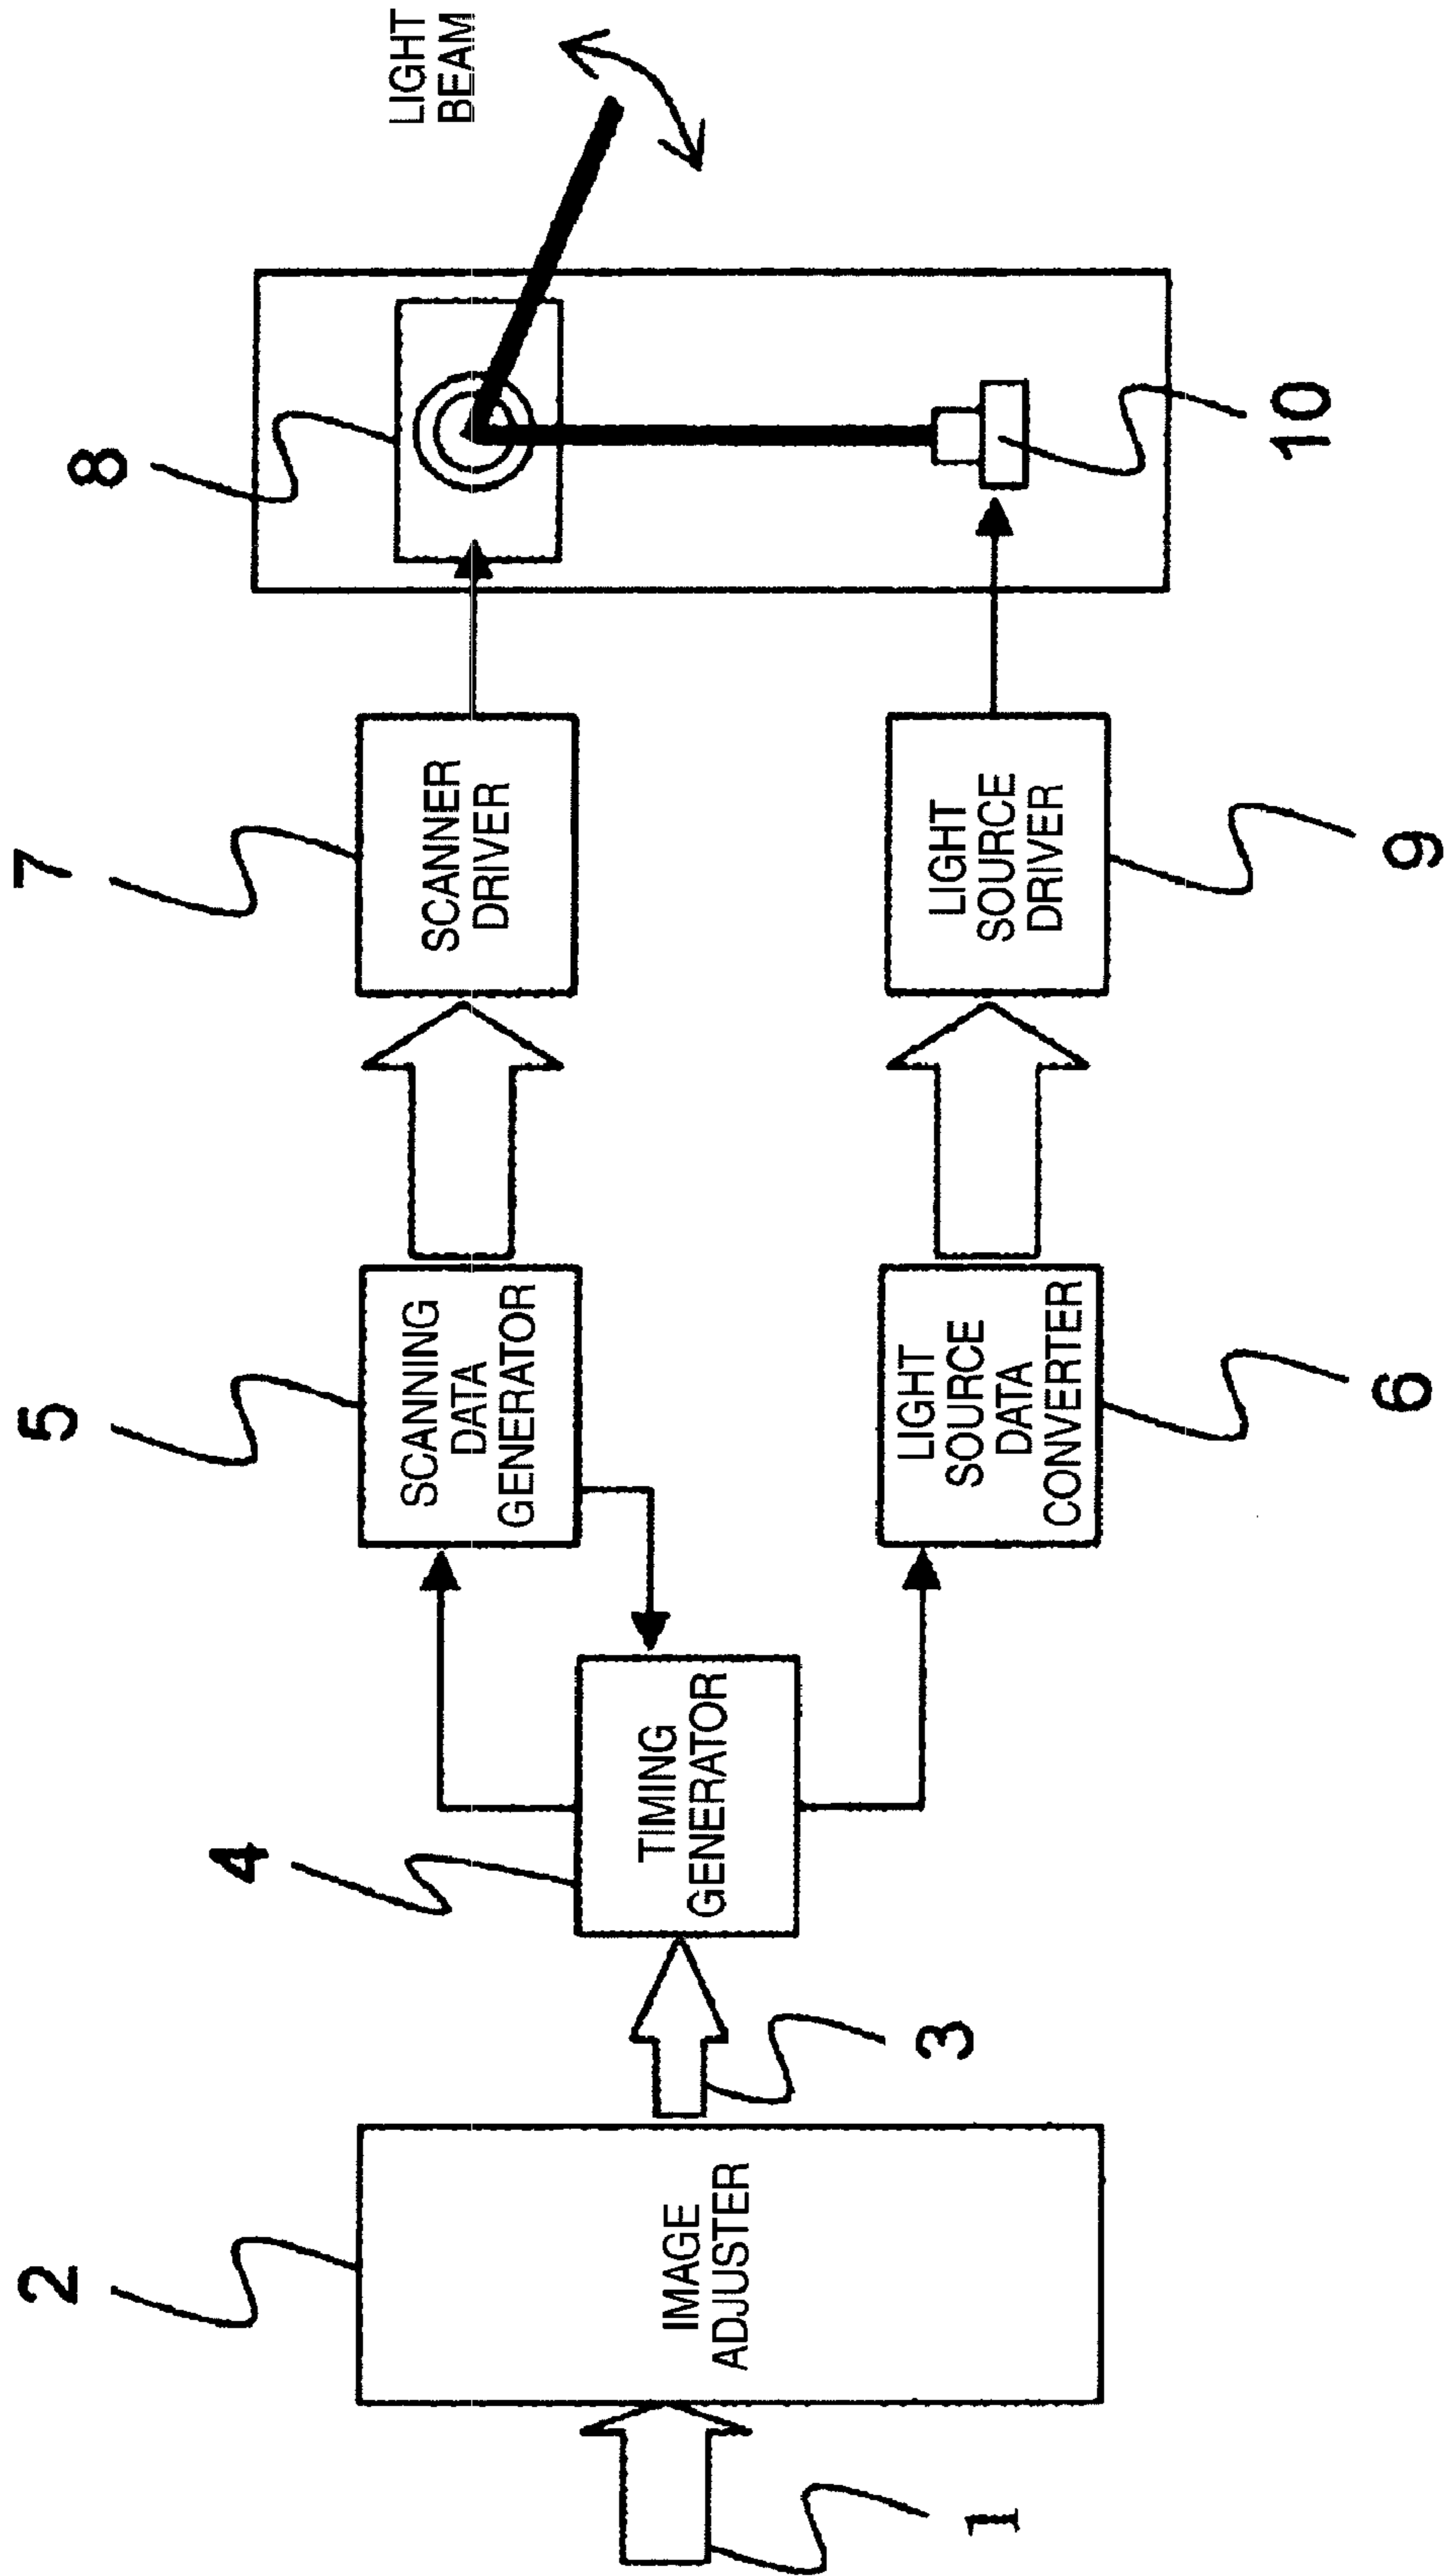 1
2
IMAGE
ADJUSTER
3
4
TIMING
GENERATOR
5
SCANNING
DATA
GENERATOR
6
LIGHT
SOURCE
DATA
CONVERTER
7
SCANNER
DRIVER
9
LIGHT
SOURCE
DRIVER
8
10
LIGHT
BEAM